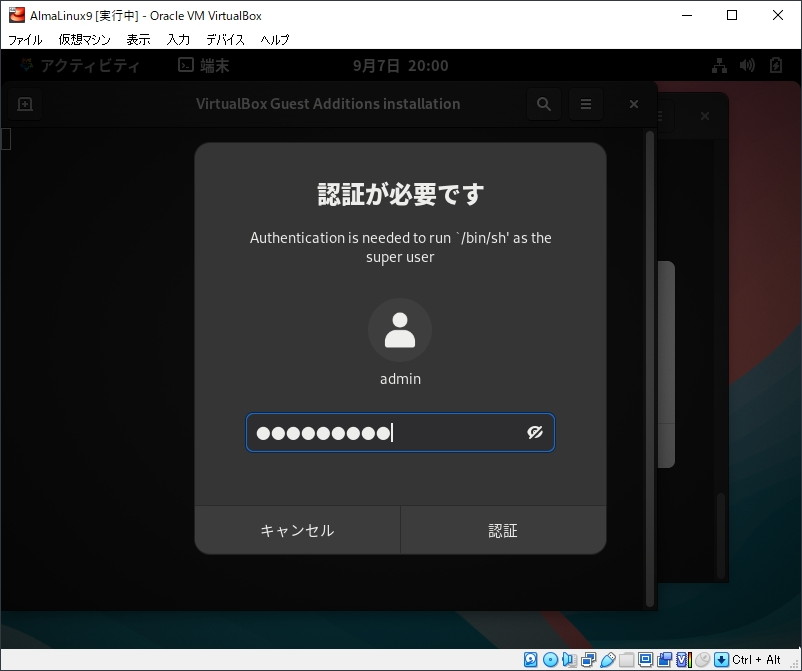 AlmaLinux9 [実行中] - Oracle VM VirtualBox
ファイル 仮想マシン 表示 入力 デバイス ヘルプ
アクティビティ 端末 9月7日 20:00
VirtualBox Guest Additions installation
認証が必要です
Authentication is needed to run `/bin/sh' as the
super user
admin
キャンセル 認証
Ctrl + Alt